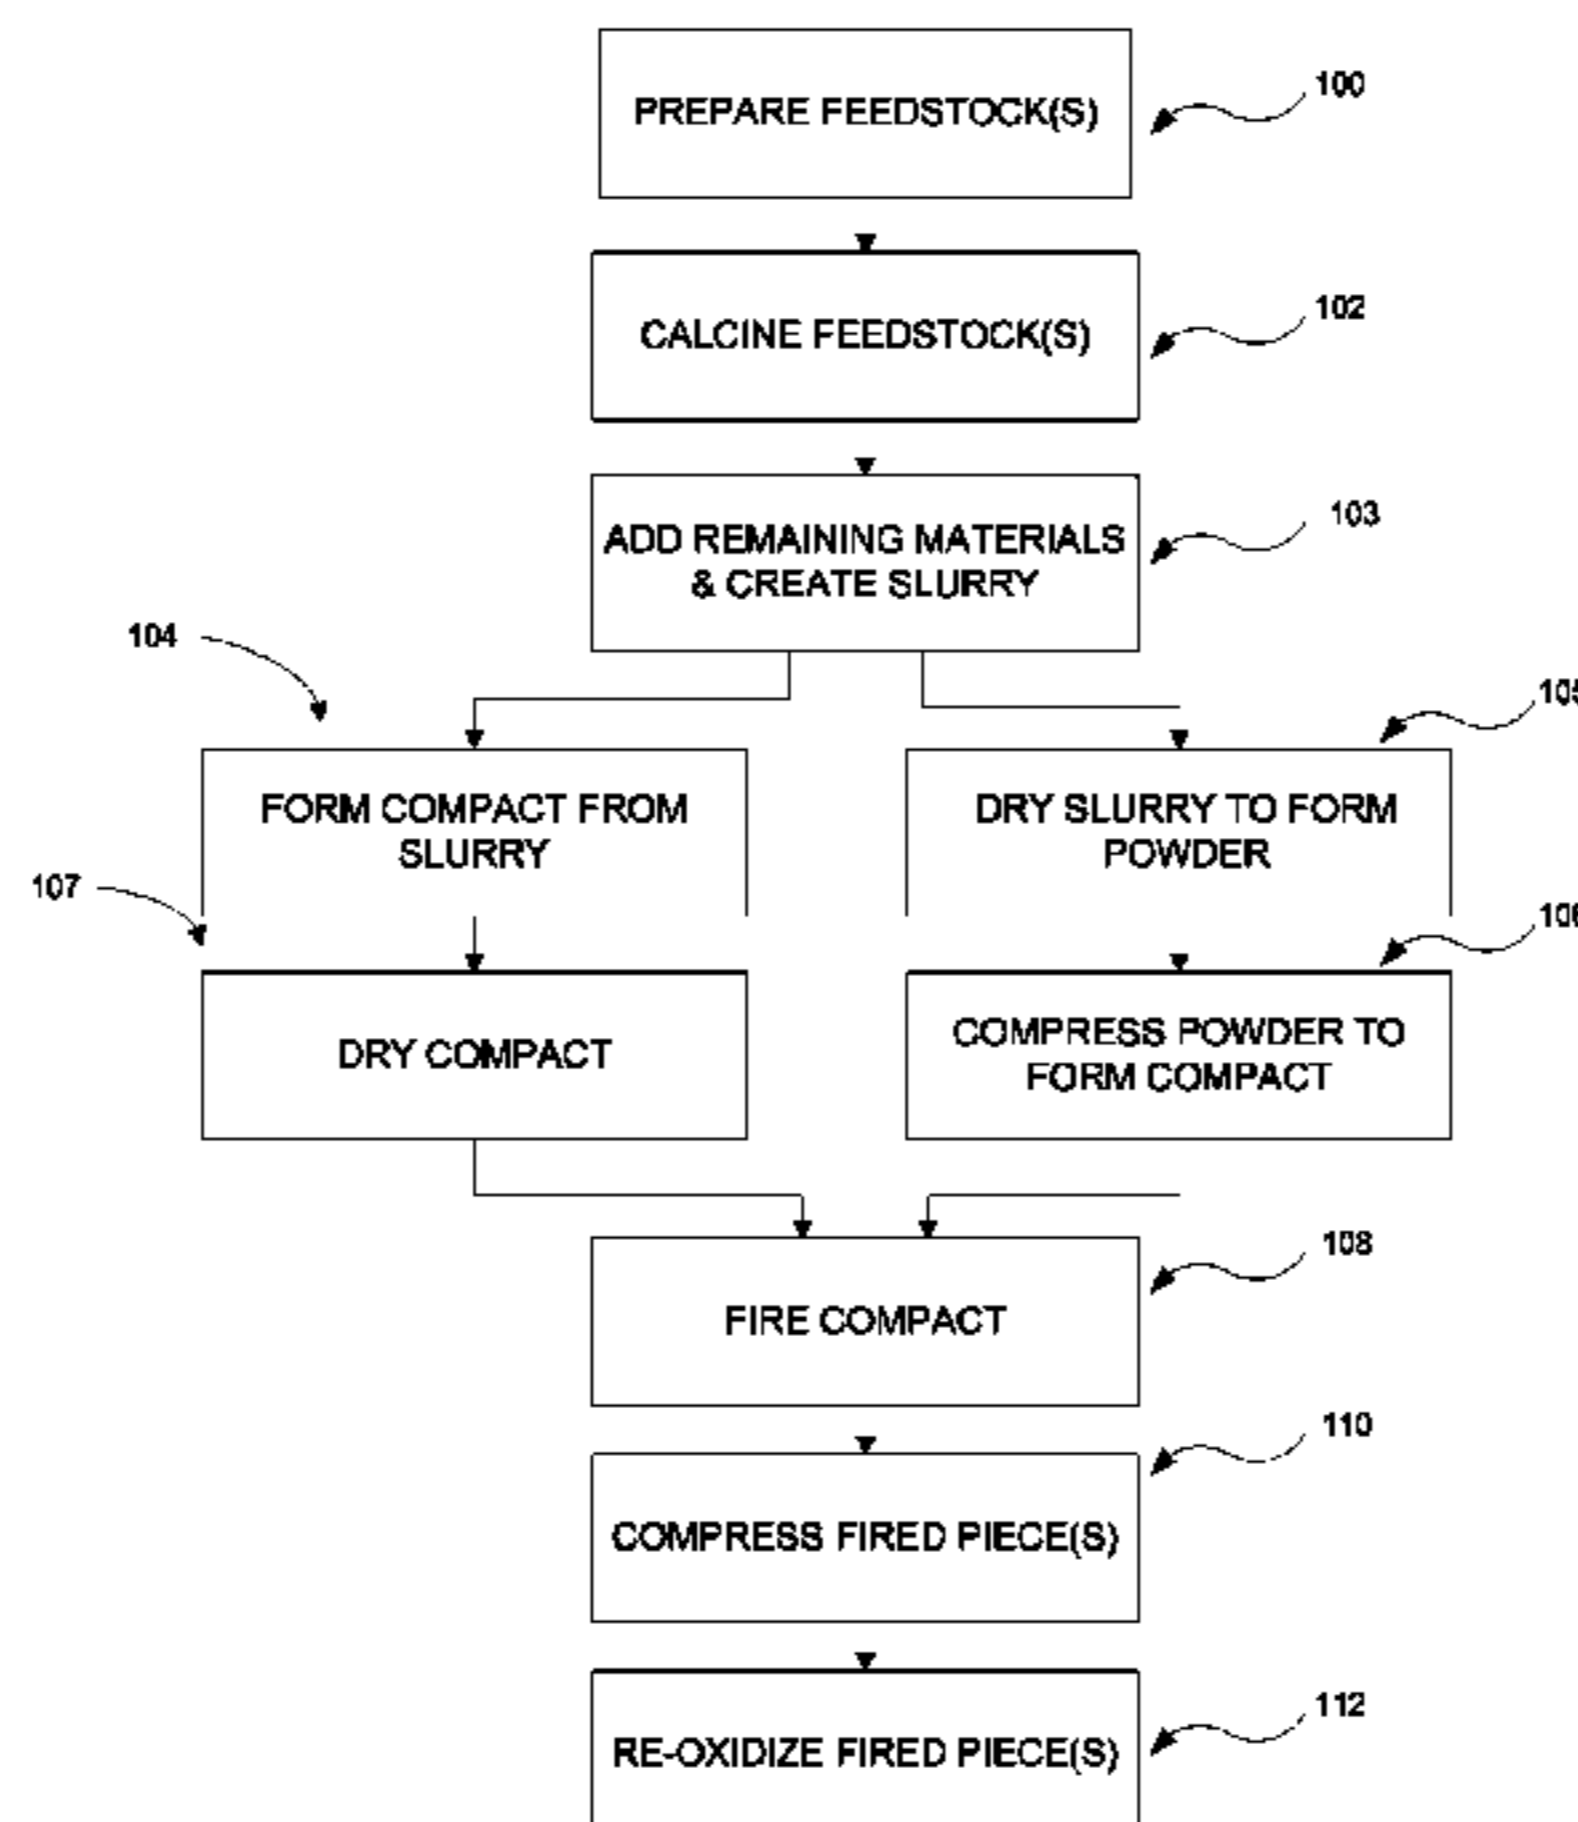 PREPARE FEEDSTOCK(S)
100
CALCINE FEEDSTOCK(S)
102
ADD REMAINING MATERIALS
& CREATE SLURRY
103
104
105
FORM COMPACT FROM
SLURRY
DRY SLURRY TO FORM
POWDER
107
106
DRY COMPACT
COMPRESS POWDER TO
FORM COMPACT
108
FIRE COMPACT
110
COMPRESS FIRED PIECE(S)
112
RE-OXIDIZE FIRED PIECE(S)